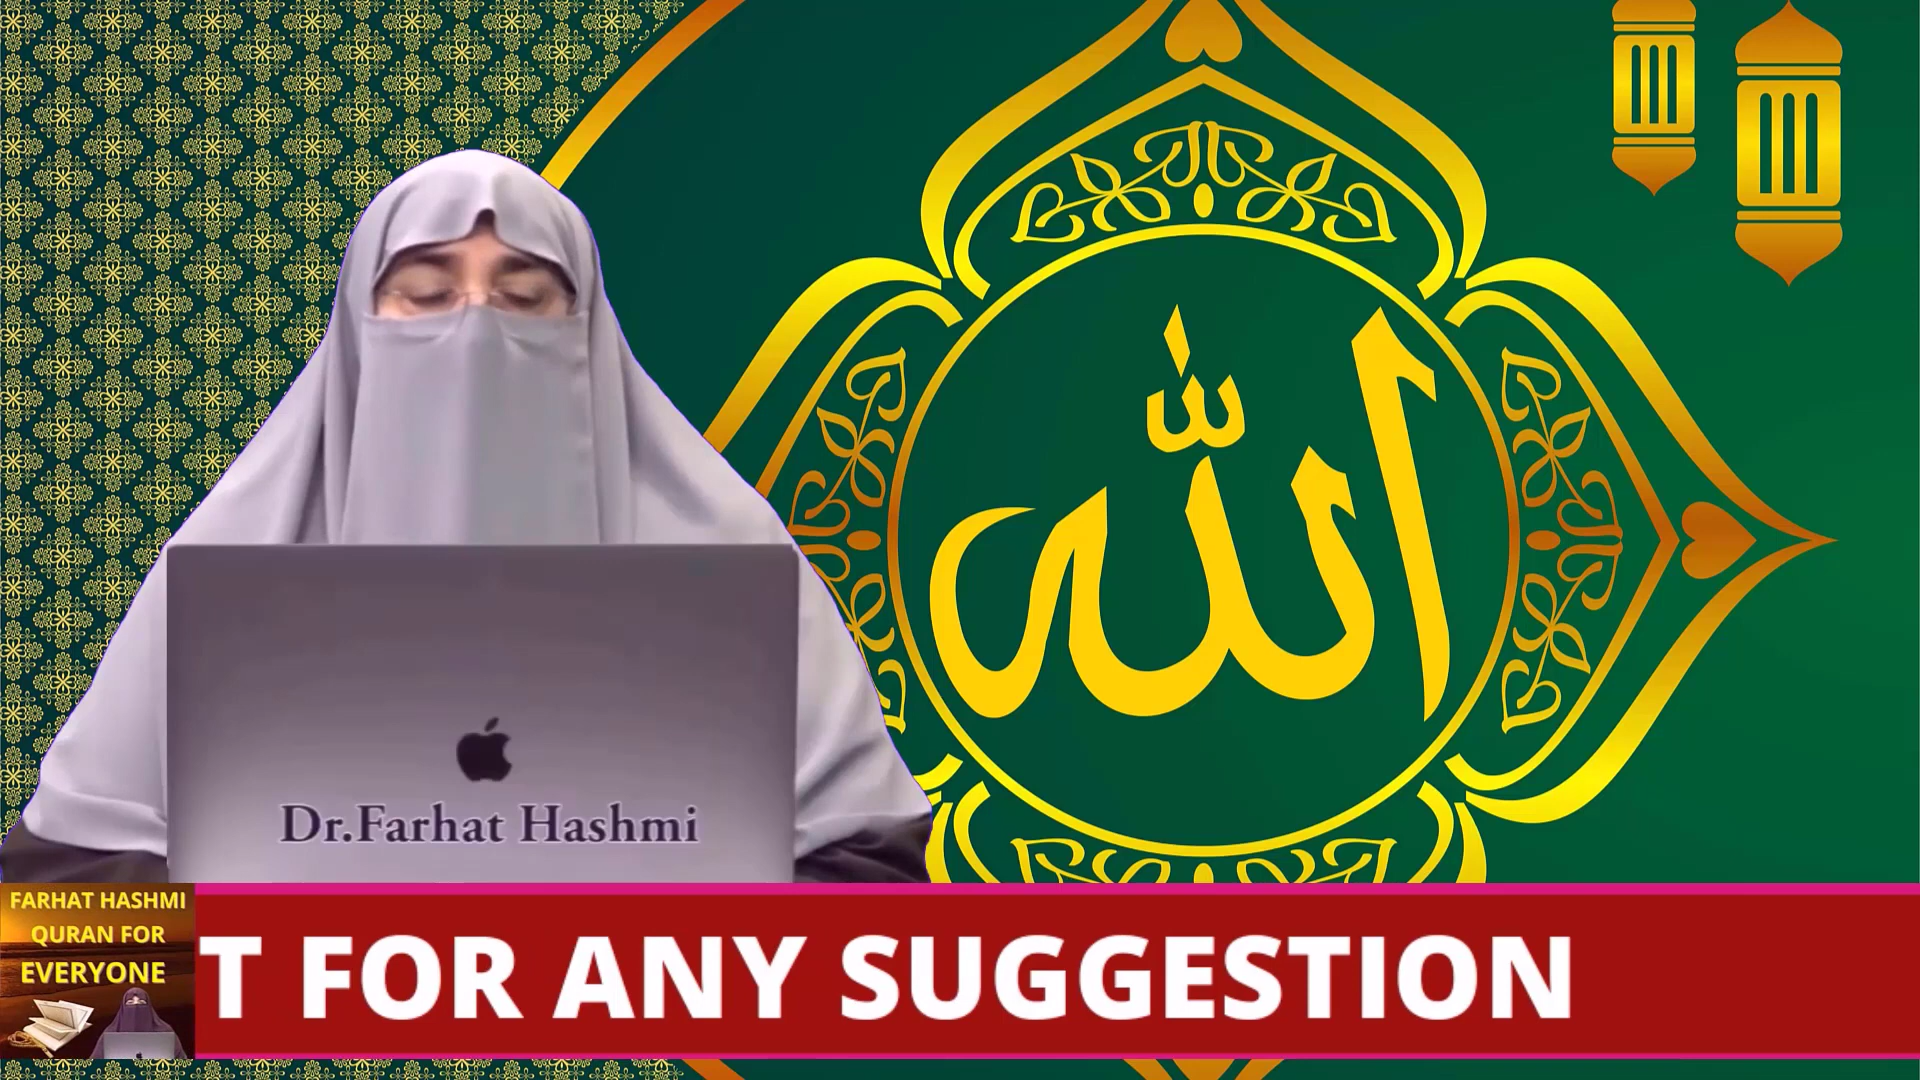 الله
Dr.Farhat Hashmi
FARHAT HASHMI
QURAN FOR
EVERYONE
T FOR ANY SUGGESTION